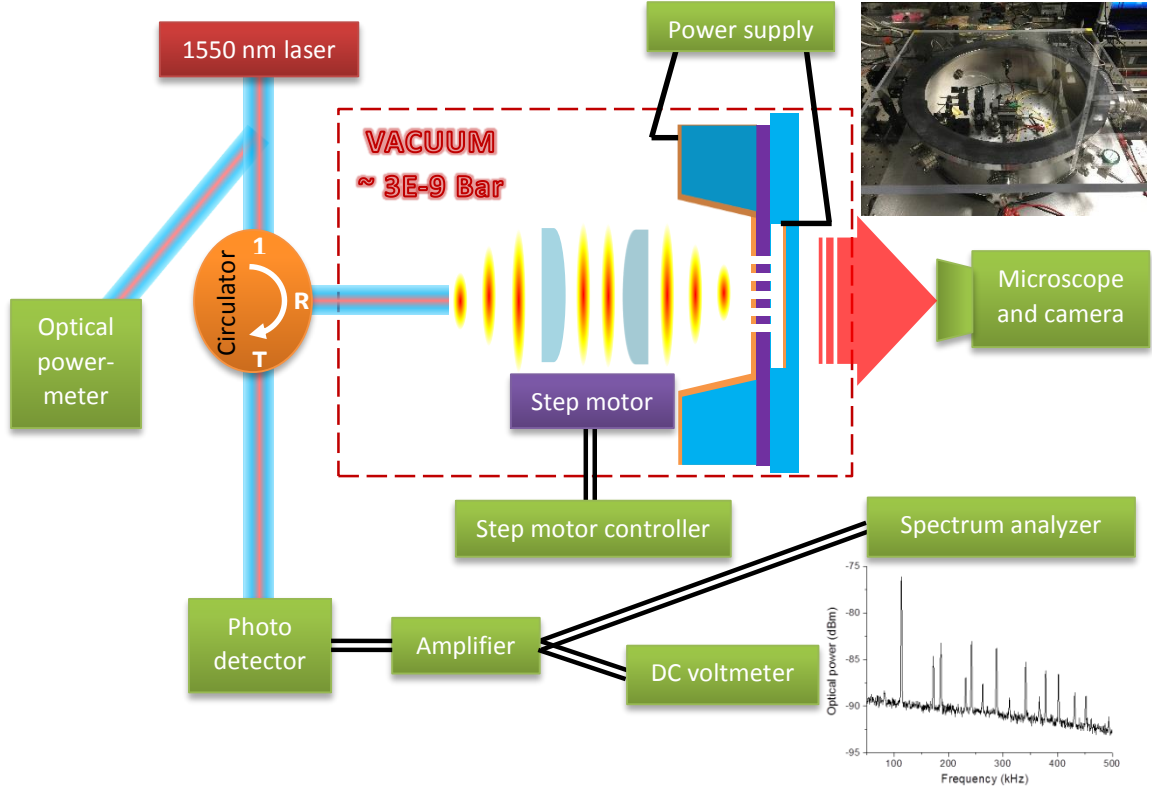 1550 nm laser
Power supply
VACUUM
~ 3E-9 Bar
Circulator
1
R
T
Optical
power-
meter
Microscope
and camera
Step motor
Step motor controller
Spectrum analyzer
Photo
detector
Amplifier
DC voltmeter
Optical power (dBm)
-75
-80
-85
-90
-95
100
200
300
400
500
Frequency (kHz)